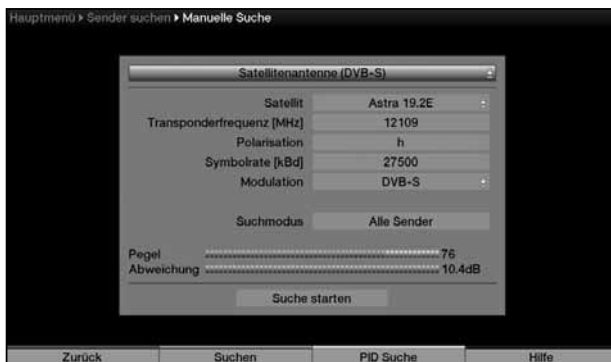 Hauptmenü Sender suchen Manuelle Suche
Satellitenantenne (DVB-S)
Satellit Astra 19.2E
Transponderfrequenz [MHz] 12109
Polarisation h
Symbolrate [kBd] 27500
Modulation DVB-S
Suchmodus Alle Sender
Pegel 76
Abweichung 10.4dB
Suche starten
Zurück Suchen PID Suche Hilfe